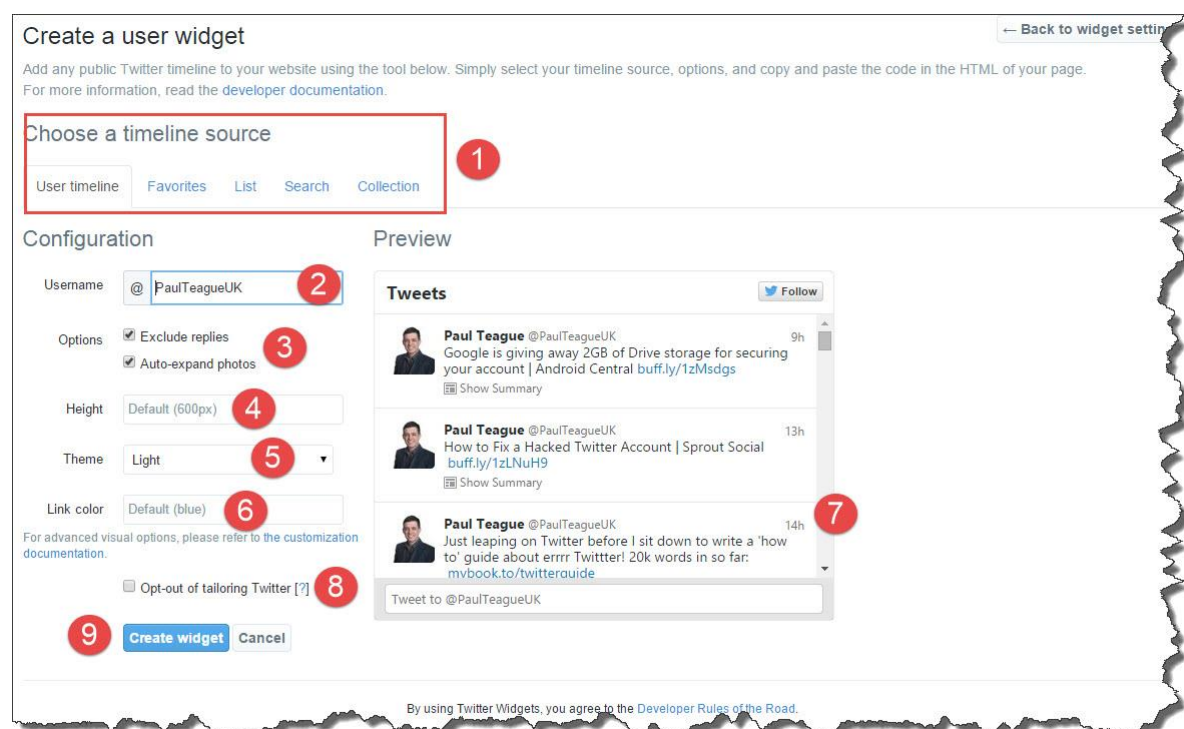 Create a user widget
← Back to widget settin
Add any public Twitter timeline to your website using the tool below. Simply select your timeline source, options, and copy and paste the code in the HTML of your page.
For more information, read the developer documentation.
Choose a timeline source
1
User timeline Favorites List Search Collection
Configuration
Username @ PaulTeagueUK 2
Options Exclude replies
Auto-expand photos
3
Height Default (600px) 4
Theme Light 5
Link color Default (blue) 6
For advanced visual options, please refer to the customization
documentation.
Opt-out of tailoring Twitter [?] 8
9 Create widget Cancel
Preview
Tweets Follow
Paul Teague @PaulTeagueUK 9h
Google is giving away 2GB of Drive storage for securing
your account | Android Central buff.ly/1zMsdgs
Show Summary
Paul Teague @PaulTeagueUK 13h
How to Fix a Hacked Twitter Account | Sprout Social
buff.ly/1zLNuH9
Show Summary
7
Paul Teague @PaulTeagueUK 14h
Just leaping on Twitter before I sit down to write a 'how
to' guide about errrr Twittter! 20k words in so far:
mybook.to/twitterguide
Tweet to @PaulTeagueUK
By using Twitter Widgets, you agree to the Developer Rules of the Road.